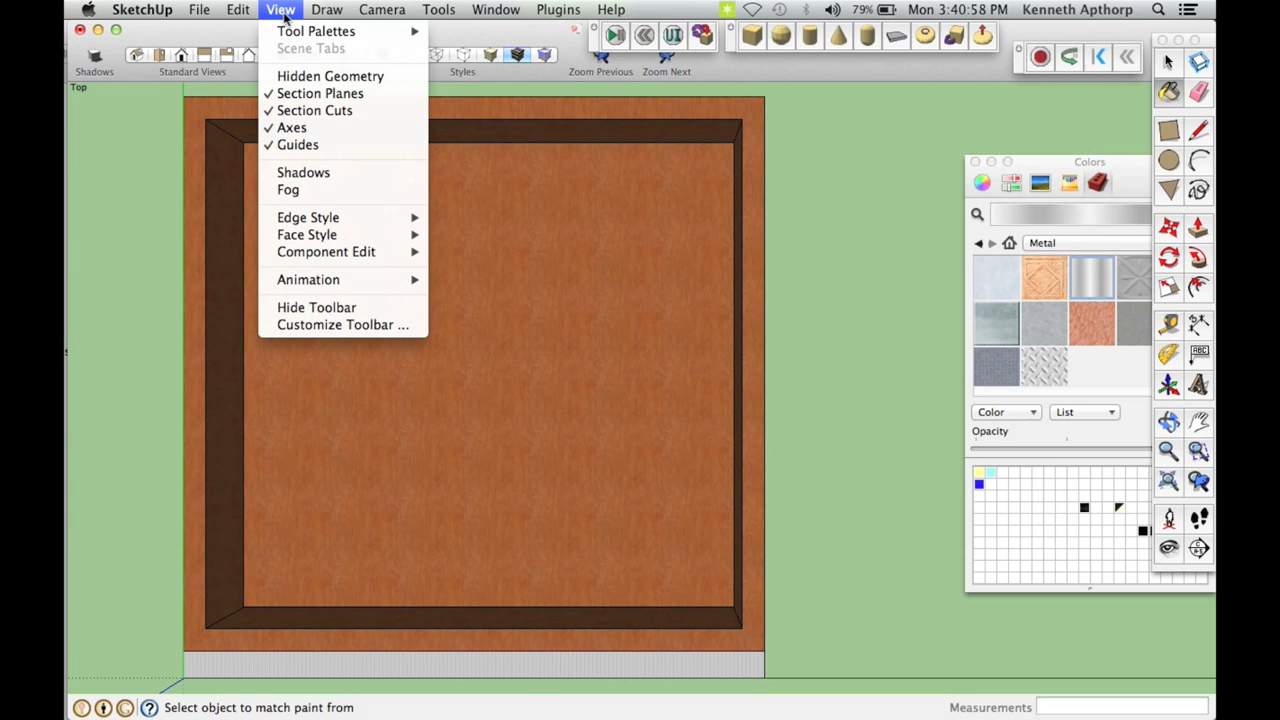 SketchUp File Edit View Draw Camera Tools Window Plugins Help 79% Mon 3:40:58 PM Kenneth Apthorp
Tool Palettes
Scene Tabs
Hidden Geometry
Section Planes
Section Cuts
Axes
Guides
Shadows
Fog
Edge Style
Face Style
Component Edit
Animation
Hide Toolbar
Customize Toolbar ...
UI
Shadows Standard Views Styles Zoom Previous Zoom Next
Top
Colors
Metal
Color List
Opacity
ABC
A
Select object to match paint from
Measurements